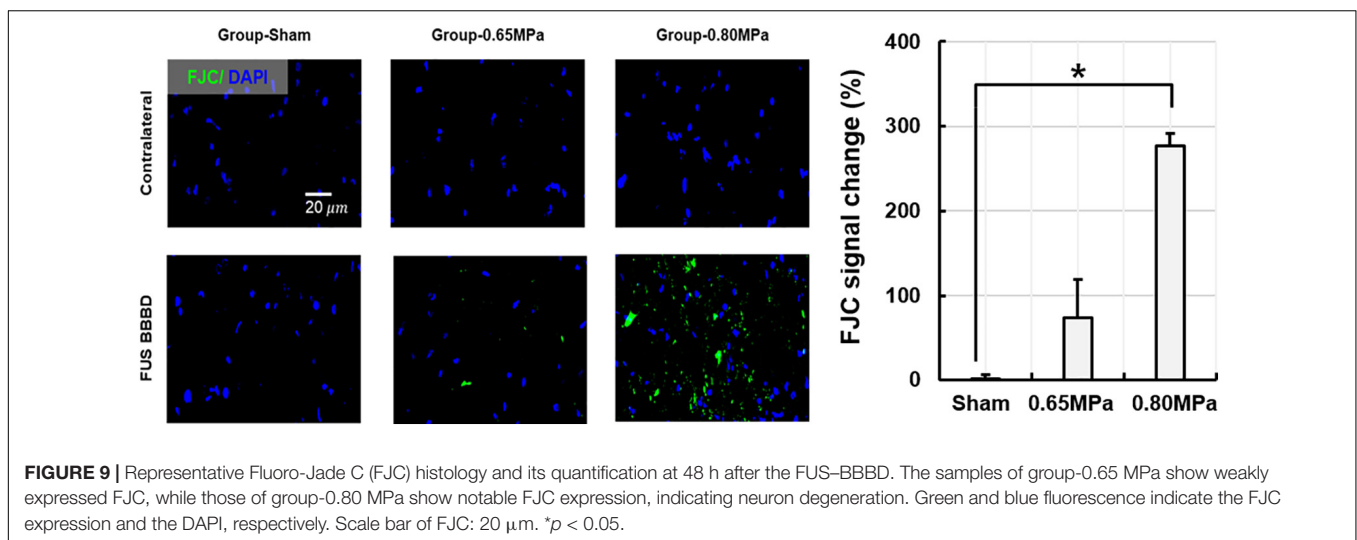 Group-Sham
Group-0.65MPa
Group-0.80MPa
Contralateral
FJC/ DAPI
20 μm
FUS BBBD
FJC signal change (%)
400
300
200
100
0
*
Sham
0.65MPa
0.80MPa
FIGURE 9 | Representative Fluoro-Jade C (FJC) histology and its quantification at 48 h after the FUS–BBBD. The samples of group-0.65 MPa show weakly
expressed FJC, while those of group-0.80 MPa show notable FJC expression, indicating neuron degeneration. Green and blue fluorescence indicate the FJC
expression and the DAPI, respectively. Scale bar of FJC: 20 μm. *p < 0.05.